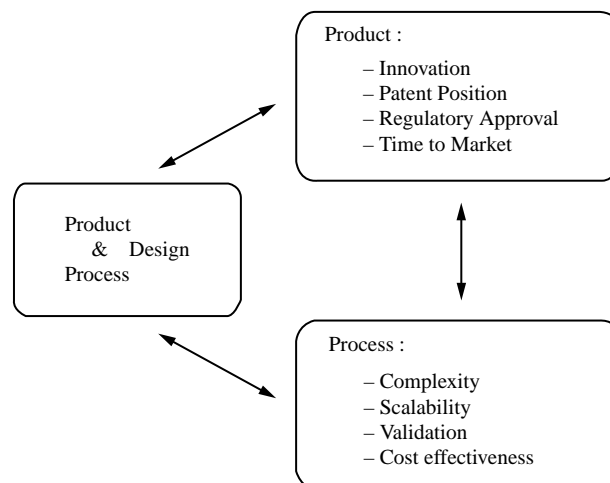 Product :
– Innovation
– Patent Position
– Regulatory Approval
– Time to Market
Product
& Design
Process
Process :
– Complexity
– Scalability
– Validation
– Cost effectiveness